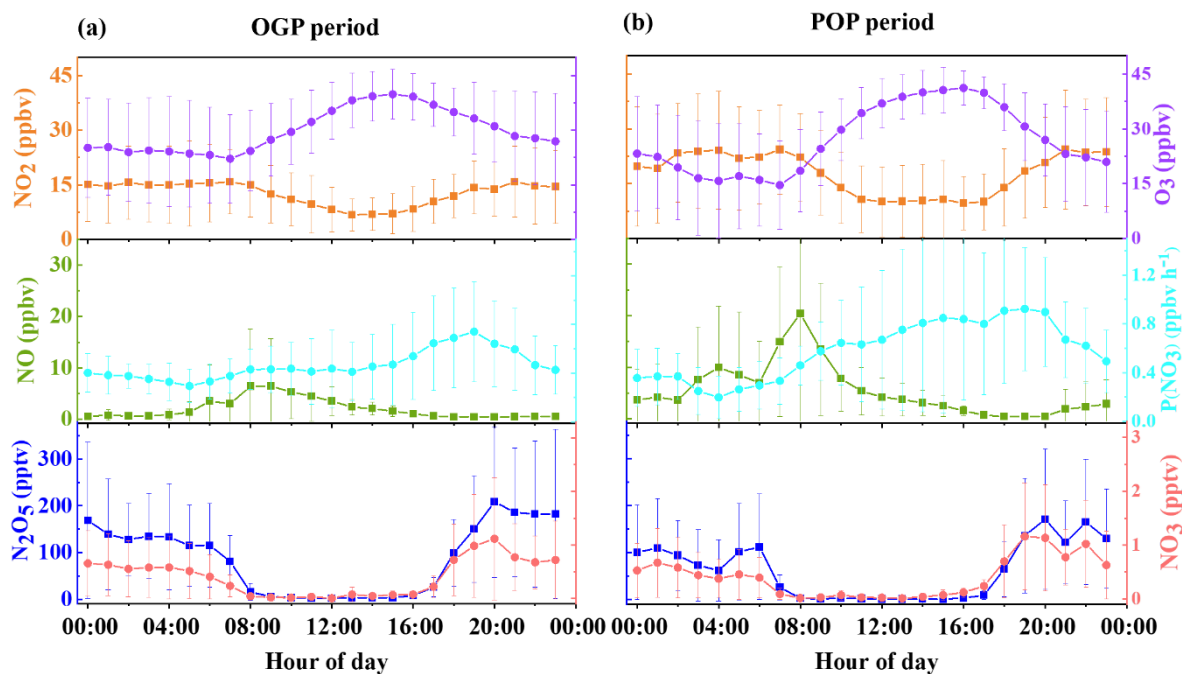 (a) OGP period
(b) POP period
NO₂ (ppbv)
45
30
15
0
45
30
15
0
O₃ (ppbv)
NO (ppbv)
30
20
10
0
1.2
0.8
0.4
0.0
P(NO₃) (ppbv h⁻¹)
N₂O₅ (pptv)
300
200
100
0
3
2
1
0
NO₃ (pptv)
00:00 04:00 08:00 12:00 16:00 20:00 00:00
00:00 04:00 08:00 12:00 16:00 20:00 00:00
Hour of day
Hour of day